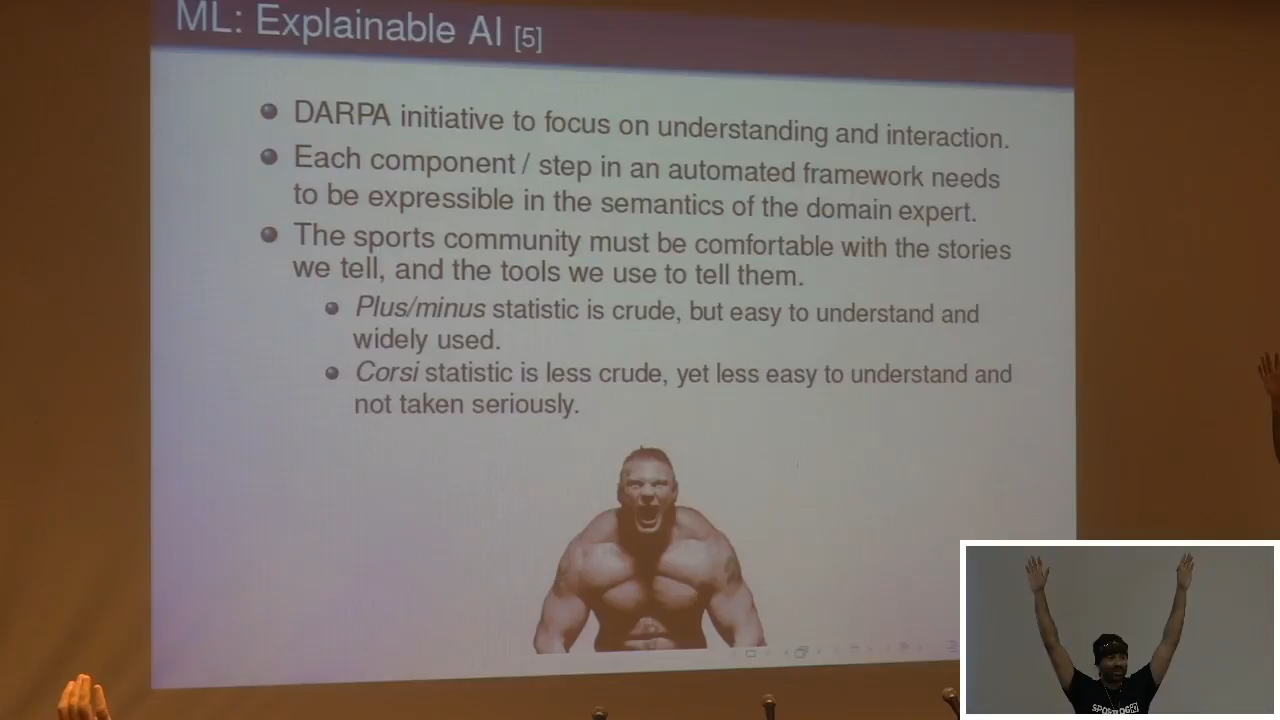 ML: Explainable AI [5]
DARPA initiative to focus on understanding and interaction.
Each component / step in an automated framework needs
to be expressible in the semantics of the domain expert.
The sports community must be comfortable with the stories
we tell, and the tools we use to tell them.
Plus/minus statistic is crude, but easy to understand and
widely used.
Corsi statistic is less crude, yet less easy to understand and
not taken seriously.